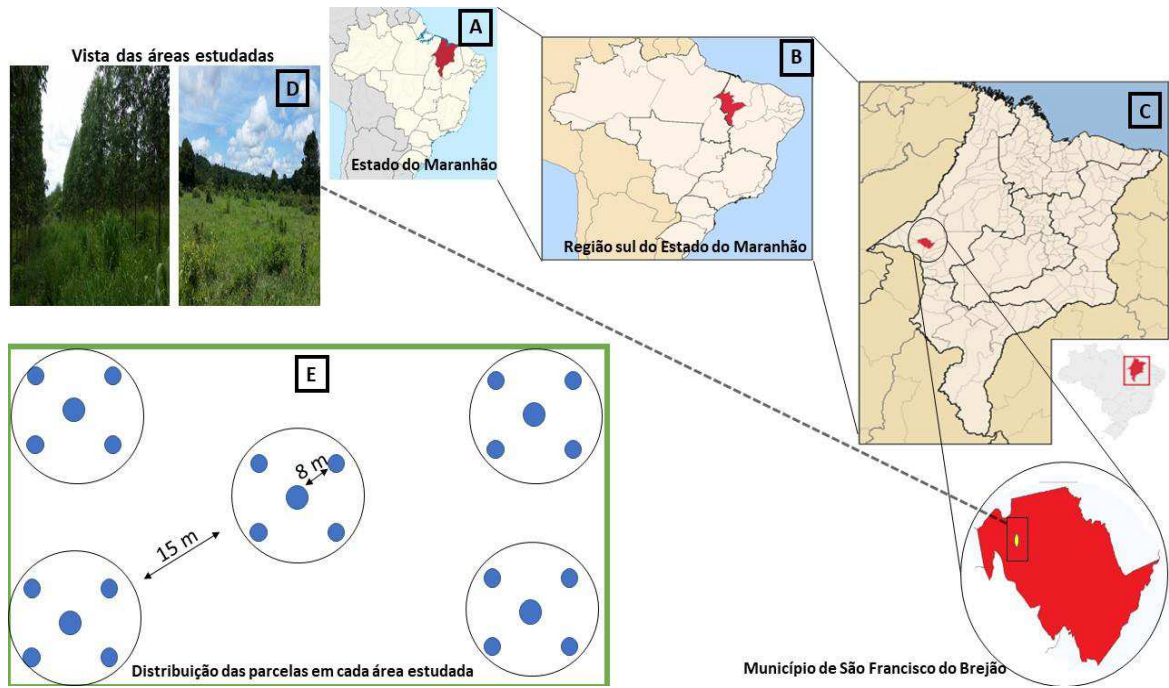 Vista das áreas estudadas
D
A
Estado do Maranhão
B
Região sul do Estado do Maranhão
C
E
8 m
15 m
Distribuição das parcelas em cada área estudada
Município de São Francisco do Brejão